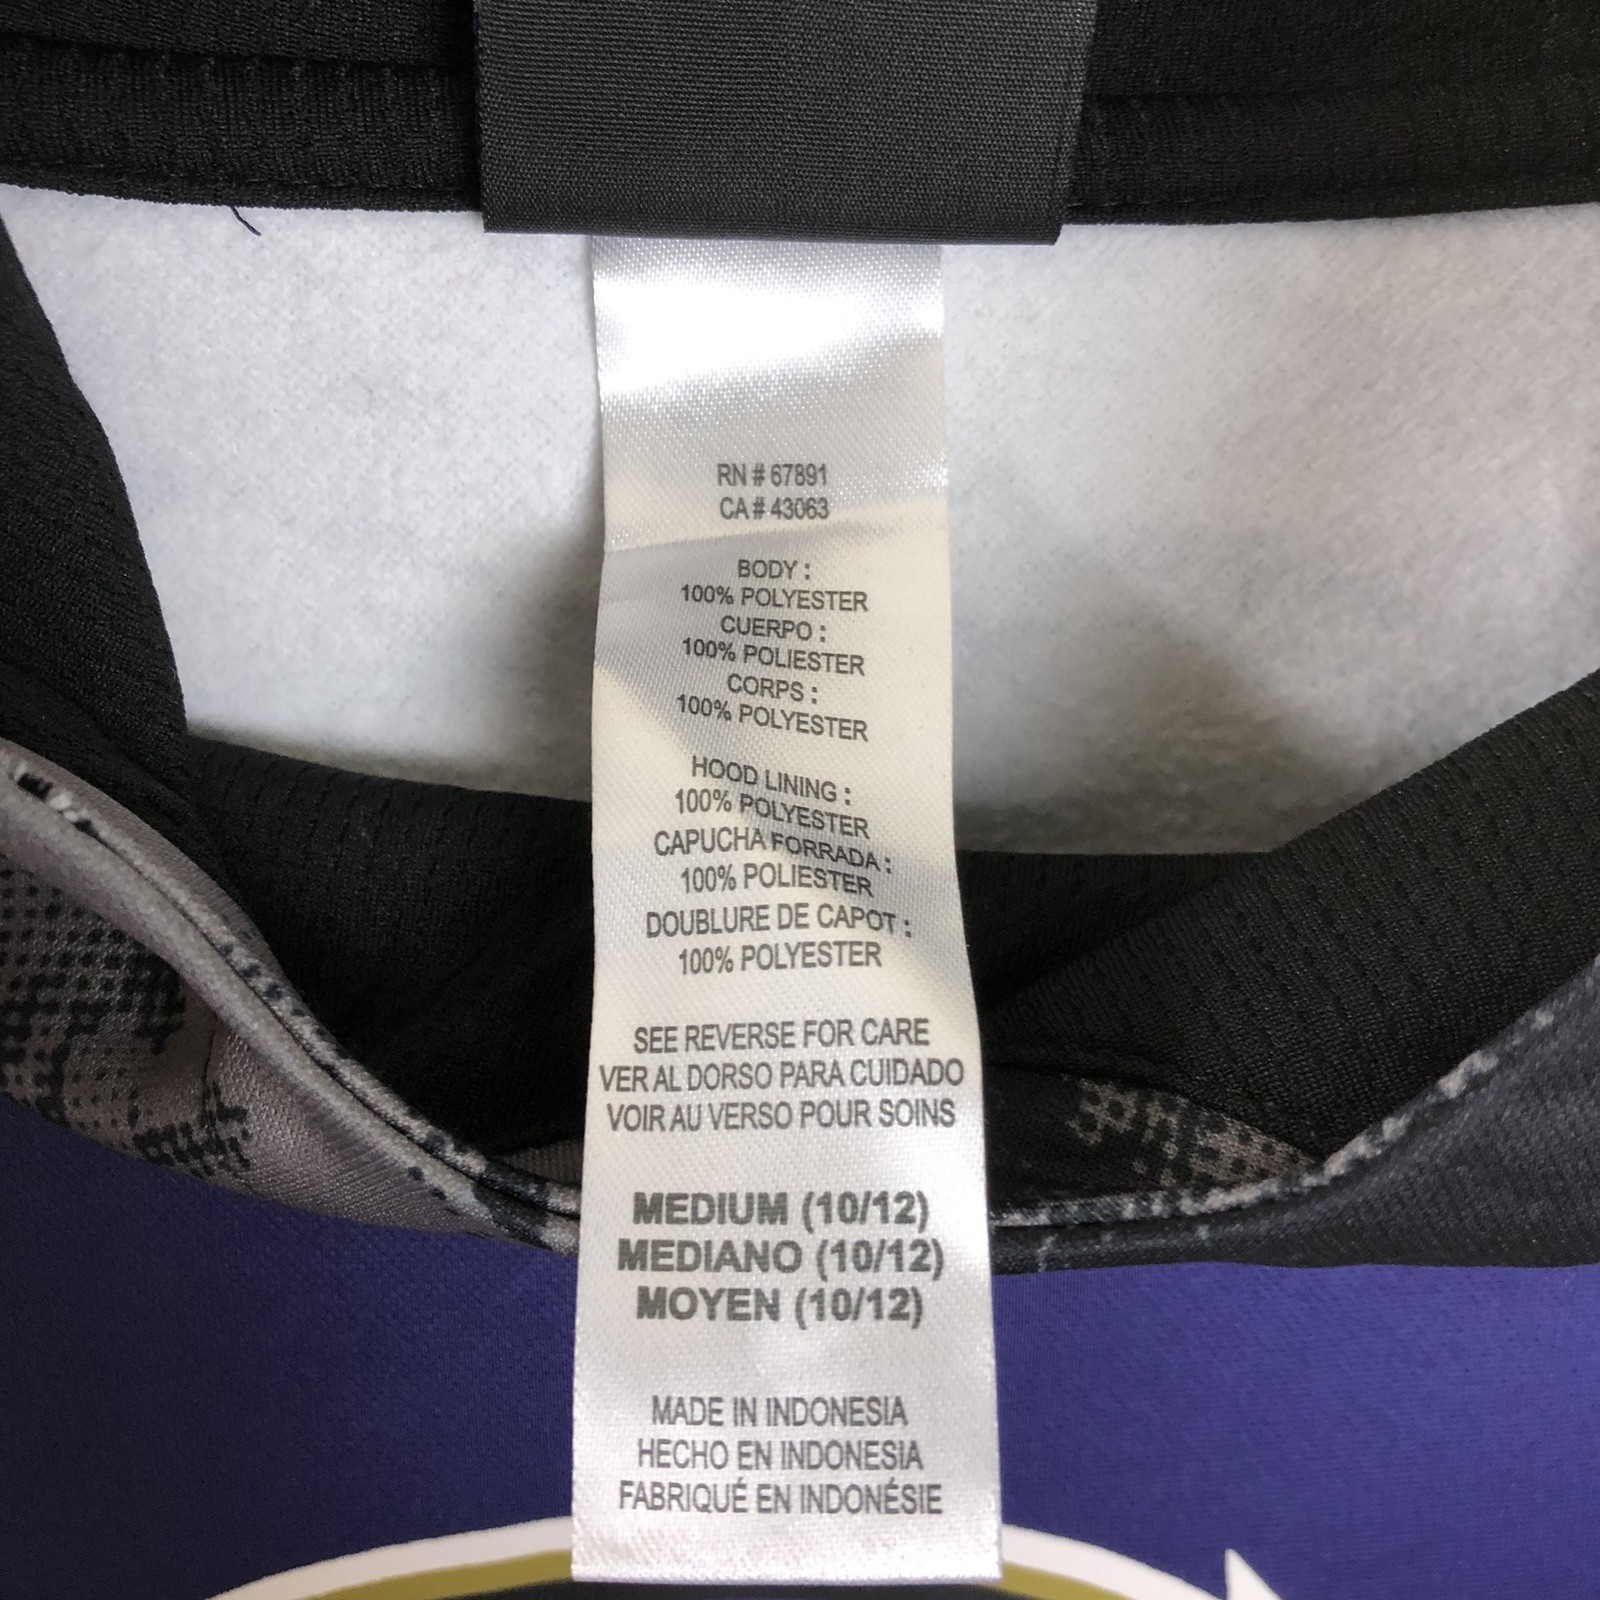 RN # 67891
CA # 43063
BODY :
100% POLYESTER
CUERPO :
100% POLIESTER
CORPS :
100% POLYESTER
HOOD LINING :
100% POLYESTER
CAPUCHA FORRADA :
100% POLIESTER
DOUBLURE DE CAPOT :
100% POLYESTER
SEE REVERSE FOR CARE
VER AL DORSO PARA CUIDADO
VOIR AU VERSO POUR SOINS
MEDIUM (10/12)
MEDIANO (10/12)
MOYEN (10/12)
MADE IN INDONESIA
HECHO EN INDONESIA
FABRIQUÉ EN INDONÉSIE